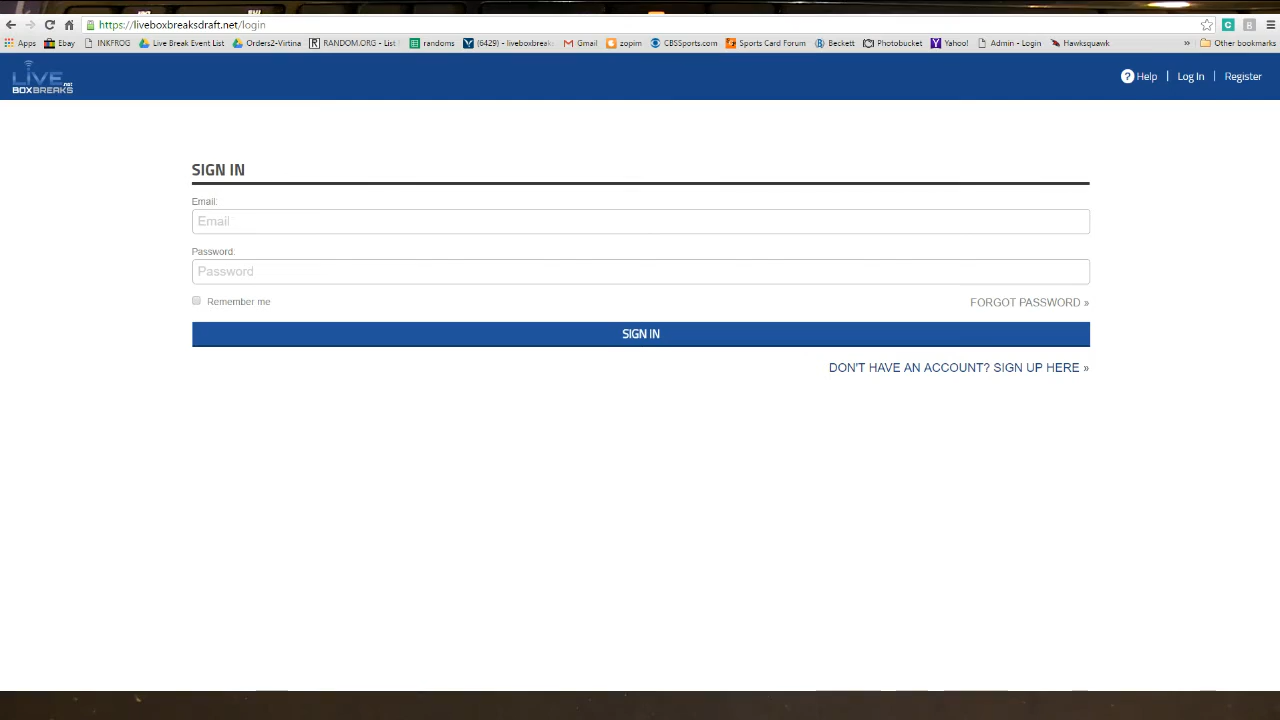 https://liveboxbreaksdraft.net/login
Apps Ebay INKFROG Live Break Event List Orders2-Virtina RANDOM.ORG - List randoms (6429) - liveboxbreak Gmail zopim CBSSports.com Sports Card Forum Beckett Photobucket Yahoo! Admin - Login Hawksquawk » Other bookmarks
LIVE.net
BOXBREAKS
? Help | Log In | Register
SIGN IN
Email:
Email
Password:
Password
Remember me
FORGOT PASSWORD »
SIGN IN
DON'T HAVE AN ACCOUNT? SIGN UP HERE »